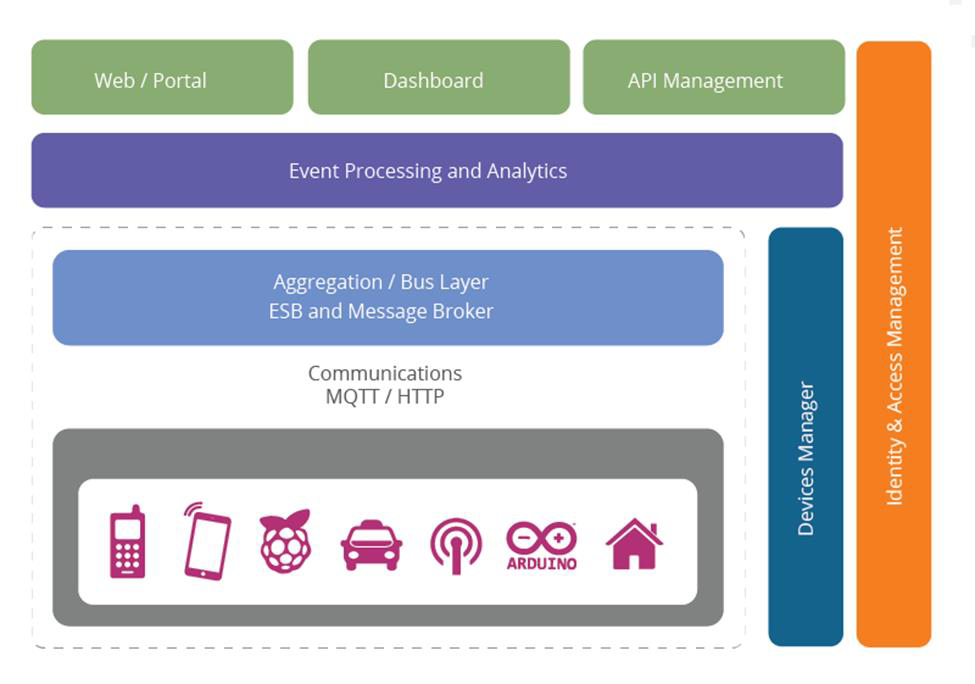 Web / Portal
Dashboard
API Management
Event Processing and Analytics
Aggregation / Bus Layer
ESB and Message Broker
Communications
MQTT / HTTP
ARDUINO
Devices Manager
Identity & Access Management